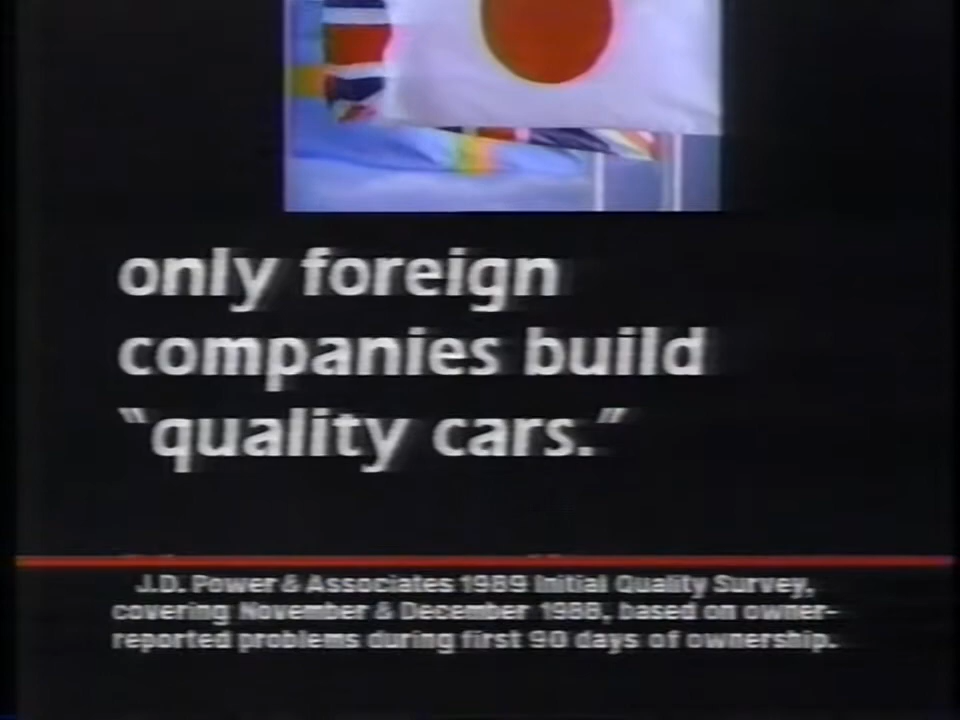 only foreign
companies build
“quality cars.”
J.D. Power & Associates 1989 Initial Quality Survey,
covering November & December 1988, based on owner-
reported problems during first 90 days of ownership.